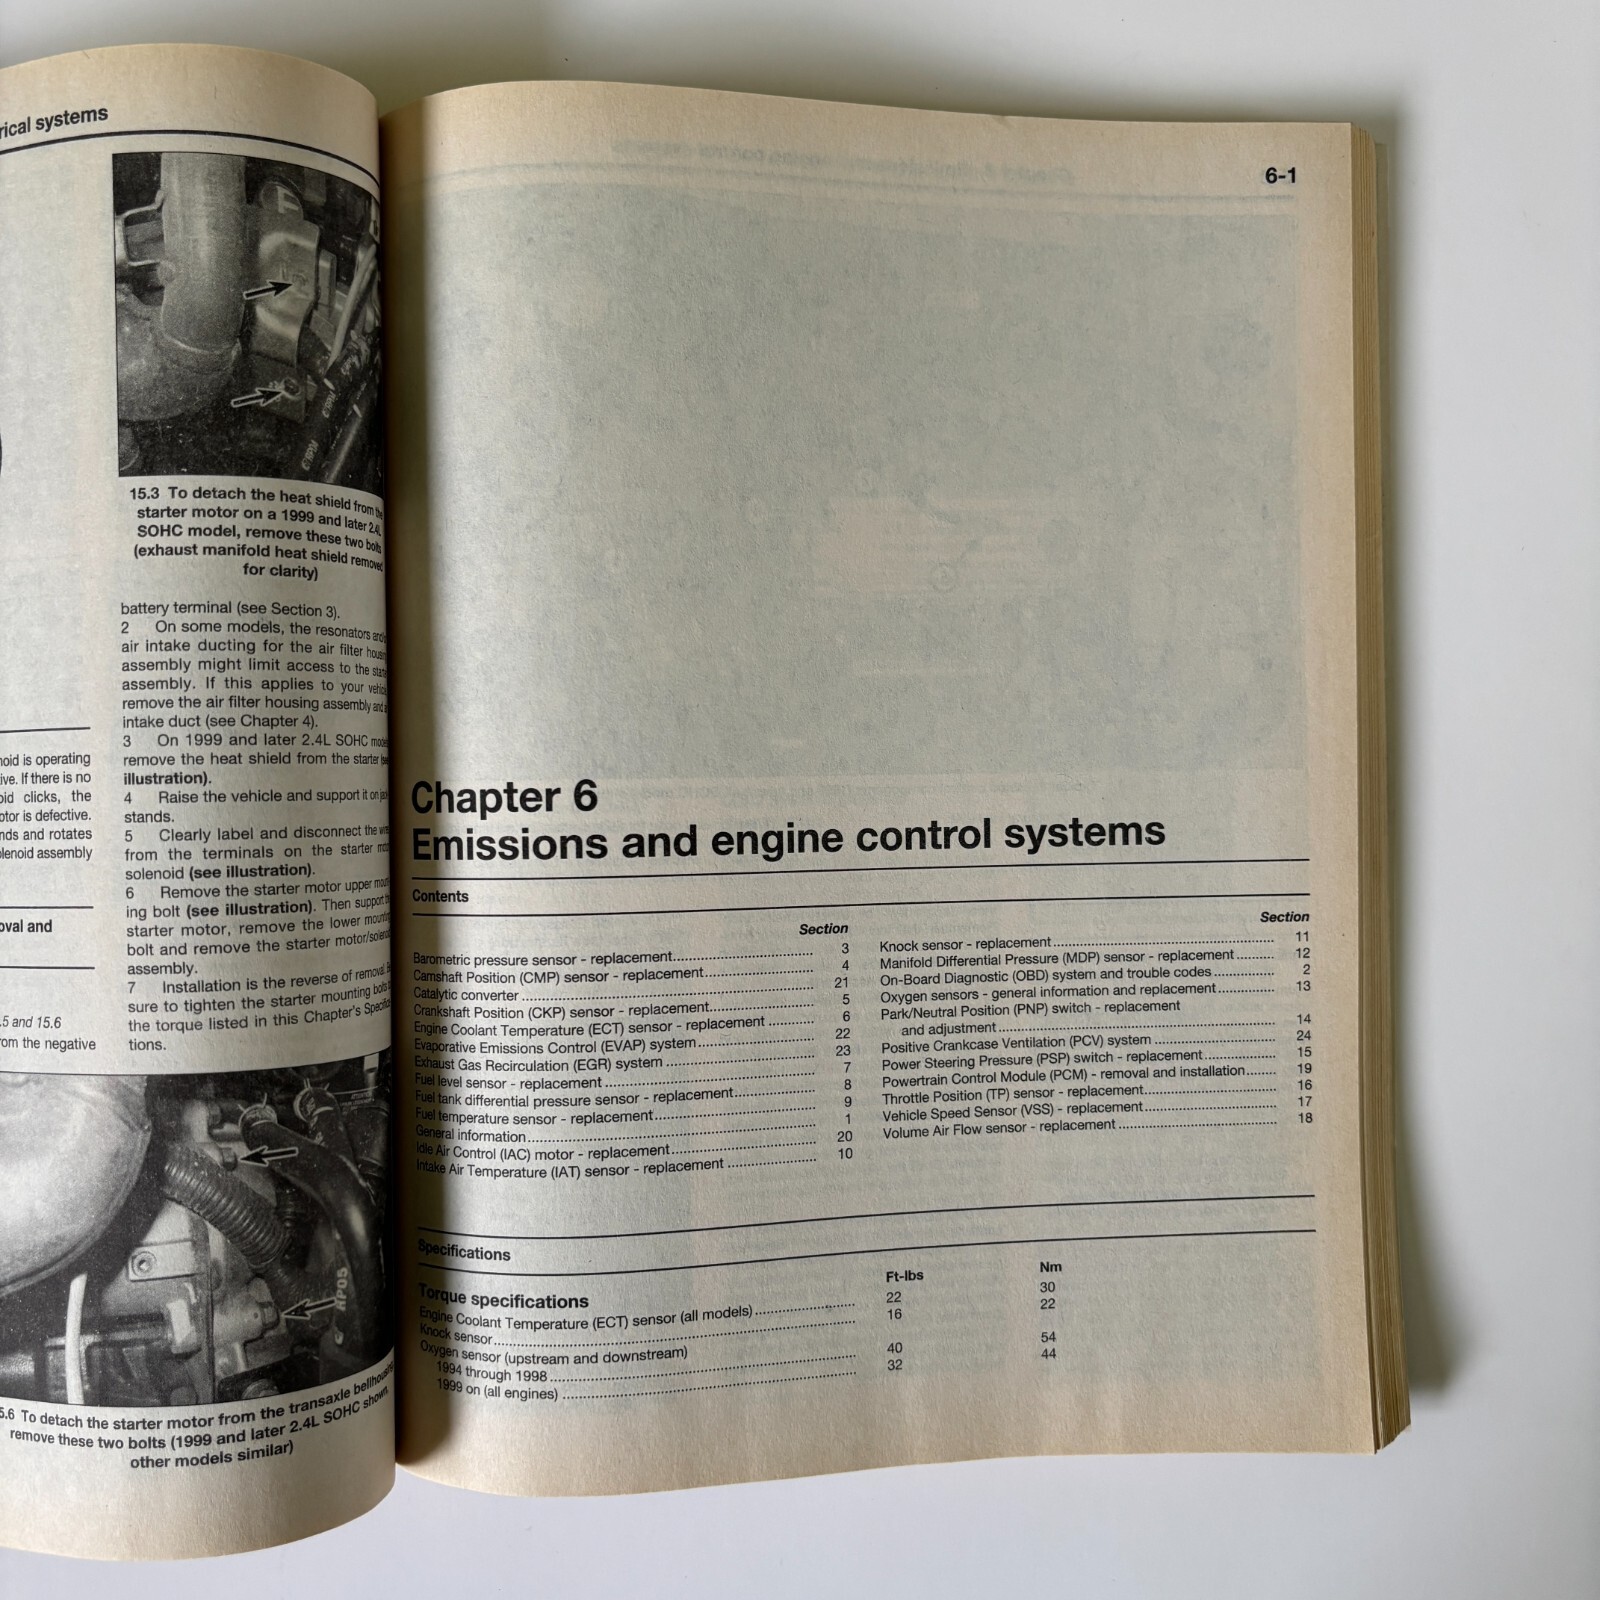 rical systems
oid is operating
ive. If there is no
oid clicks, the
otor is defective.
nds and rotates
lenoid assembly
oval and
.5 and 15.6
om the negative
15.3 To detach the heat shield from the
starter motor on a 1999 and later 2.4L
SOHC model, remove these two bolts
(exhaust manifold heat shield removed
for clarity)
battery terminal (see Section 3).
2 On some models, the resonators and/
air intake ducting for the air filter housi
assembly might limit access to the start
assembly. If this applies to your vehicle
remove the air filter housing assembly and a
intake duct (see Chapter 4).
3 On 1999 and later 2.4L SOHC model
remove the heat shield from the starter (see
illustration).
4 Raise the vehicle and support it on jack
stands.
5 Clearly label and disconnect the wires
from the terminals on the starter mot
solenoid (see illustration).
6 Remove the starter motor upper mount
ing bolt (see illustration). Then support the
starter motor, remove the lower mounting
bolt and remove the starter motor/solenoid
assembly.
7 Installation is the reverse of removal. Be
sure to tighten the starter mounting bolts to
the torque listed in this Chapter's Specifica
tions.
5.6 To detach the starter motor from the transaxle bellhousing,
remove these two bolts (1999 and later 2.4L SOHC shown,
other models similar)
6-1
Chapter 6
Emissions and engine control systems
Contents
Section
Barometric pressure sensor - replacement 3
Camshaft Position (CMP) sensor - replacement 4
Catalytic converter 21
Crankshaft Position (CKP) sensor - replacement 5
Engine Coolant Temperature (ECT) sensor - replacement 6
Evaporative Emissions Control (EVAP) system 22
Exhaust Gas Recirculation (EGR) system 23
Fuel level sensor - replacement 7
Fuel tank differential pressure sensor - replacement 8
Fuel temperature sensor - replacement 9
General information 1
Idle Air Control (IAC) motor - replacement 20
Intake Air Temperature (IAT) sensor - replacement 10
Section
Knock sensor - replacement 11
Manifold Differential Pressure (MDP) sensor - replacement 12
On-Board Diagnostic (OBD) system and trouble codes 2
Oxygen sensors - general information and replacement 13
Park/Neutral Position (PNP) switch - replacement
and adjustment 14
Positive Crankcase Ventilation (PCV) system 24
Power Steering Pressure (PSP) switch - replacement 15
Powertrain Control Module (PCM) - removal and installation 19
Throttle Position (TP) sensor - replacement 16
Vehicle Speed Sensor (VSS) - replacement 17
Volume Air Flow sensor - replacement 18
Specifications
Torque specifications Ft-lbs Nm
Engine Coolant Temperature (ECT) sensor (all models) 22 30
Knock sensor 16 22
Oxygen sensor (upstream and downstream)
1994 through 1998 40 54
1999 on (all engines) 32 44